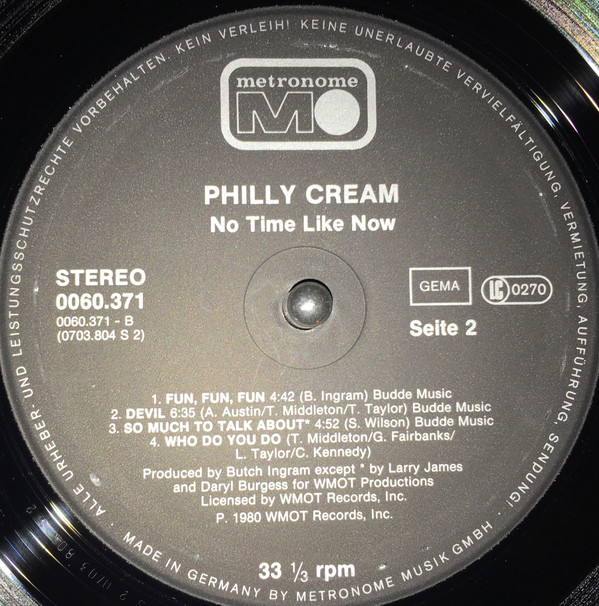 ALLE URHEBER- UND LEISTUNGSSCHUTZRECHTE VORBEHALTEN. KEIN VERLEIH! KEINE UNERLAUBTE VERVIELFÄLTIGUNG, VERMIETUNG, AUFFÜHRUNG, SENDUNG!
metronome
MO
PHILLY CREAM
No Time Like Now
STEREO
0060.371
0060.371 - B
(0703.804 S 2)
GEMA
LC 0270
Seite 2
1. FUN, FUN, FUN 4:42 (B. Ingram) Budde Music
2. DEVIL 6:35 (A. Austin/T. Middleton/T. Taylor) Budde Music
3. SO MUCH TO TALK ABOUT* 4:52 (S. Wilson) Budde Music
4. WHO DO YOU DO (T. Middleton/G. Fairbanks/
L. Taylor/C. Kennedy)
Produced by Butch Ingram except * by Larry James
and Daryl Burgess for WMOT Productions
Licensed by WMOT Records, Inc.
P. 1980 WMOT Records, Inc.
33 1/3 rpm
MADE IN GERMANY BY METRONOME MUSIK GMBH